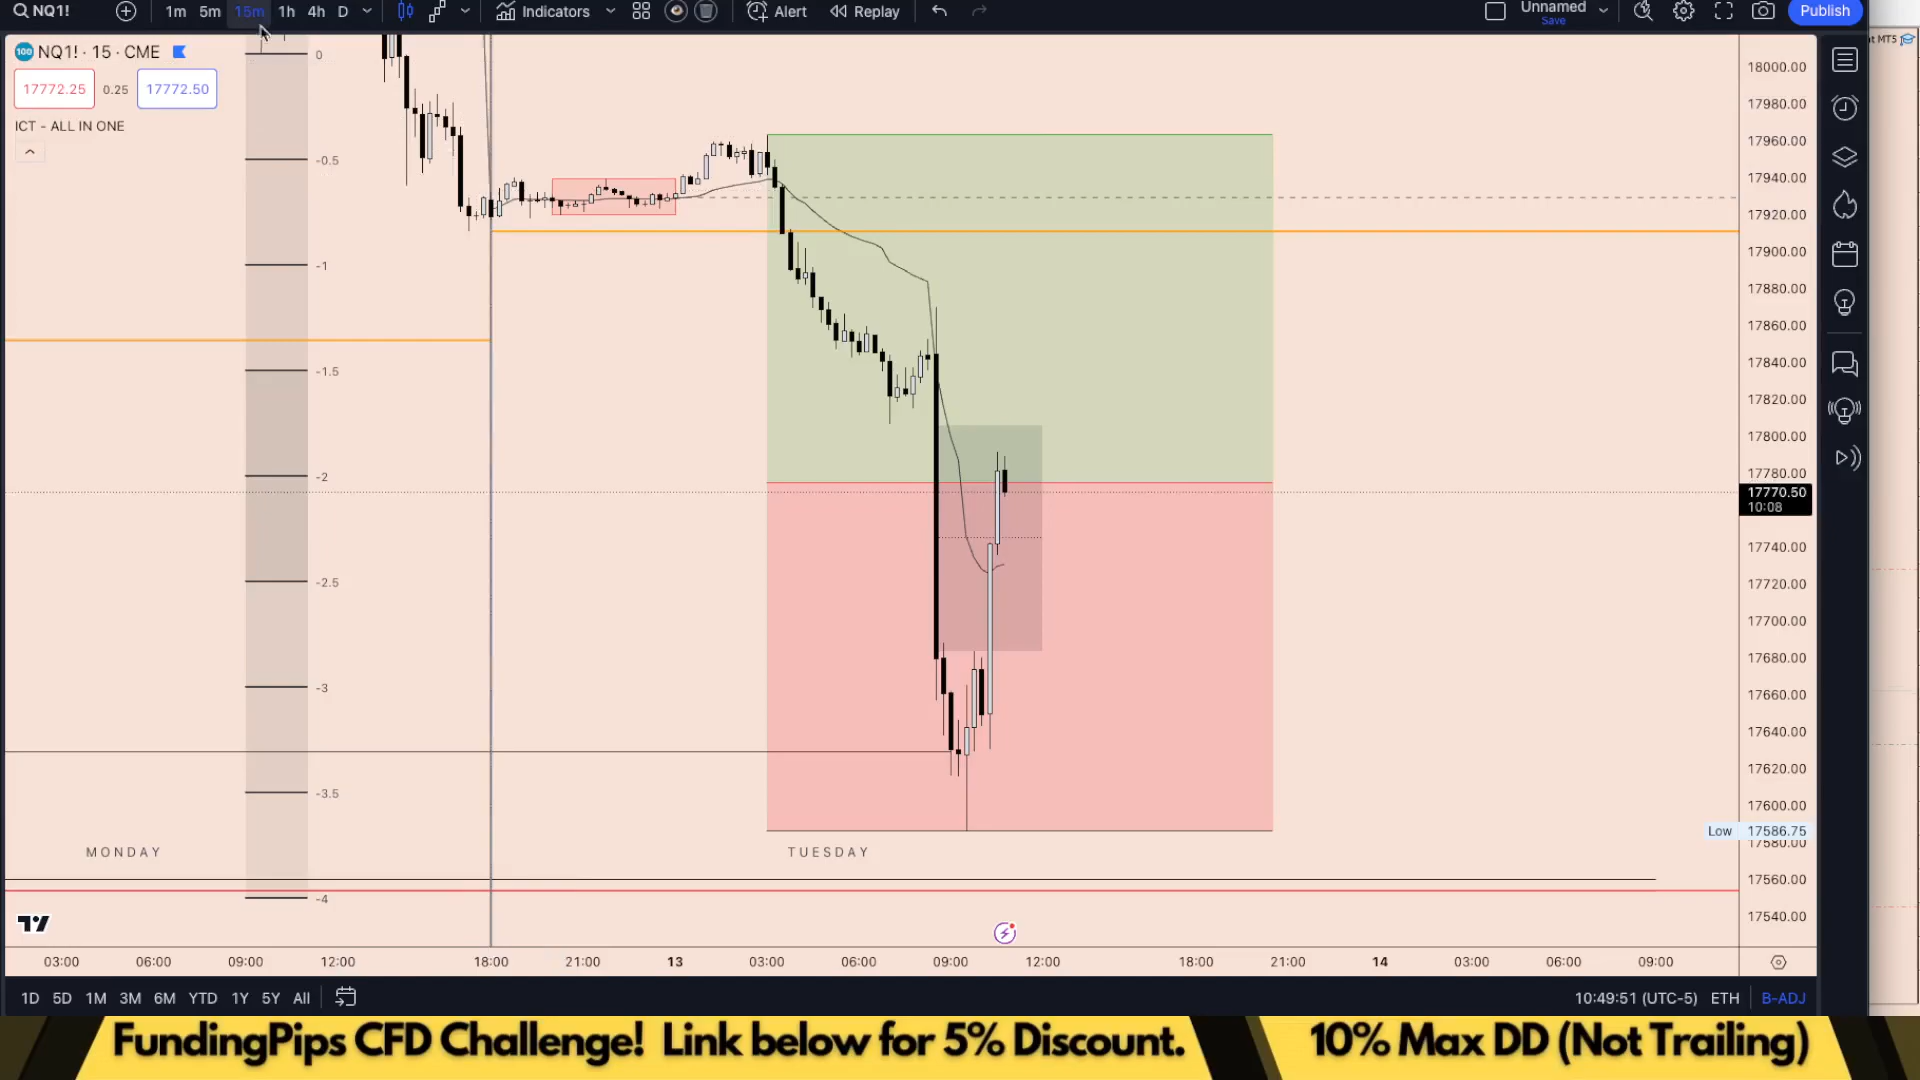 NQ1!
1m 5m 15m 1h 4h D
Indicators
Alert
Replay
Unnamed
Save
Publish
100 NQ1! · 15 · CME
17772.25 0.25 17772.50
ICT - ALL IN ONE
0
-0.5
-1
-1.5
-2
-2.5
-3
-3.5
-4
18000.00
17980.00
17960.00
17940.00
17920.00
17900.00
17880.00
17860.00
17840.00
17820.00
17800.00
17780.00
17770.50
10:08
17740.00
17720.00
17700.00
17680.00
17660.00
17640.00
17620.00
17600.00
Low 17586.75
17580.00
17560.00
17540.00
MONDAY
TUESDAY
03:00 06:00 09:00 12:00 18:00 21:00 13 03:00 06:00 09:00 12:00 18:00 21:00 14 03:00 06:00 09:00
1D 5D 1M 3M 6M YTD 1Y 5Y All
10:49:51 (UTC-5) ETH B-ADJ
t MT5
FundingPips CFD Challenge! Link below for 5% Discount.
10% Max DD (Not Trailing)